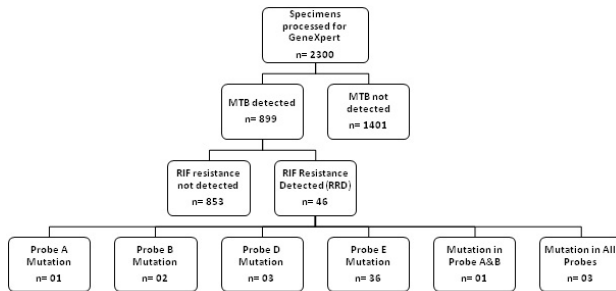 Specimens
processed for
GeneXpert
n= 2300
MTB detected
n= 899
MTB not
detected
n= 1401
RIF resistance
not detected
n= 853
RIF Resistance
Detected (RRD)
n= 46
Probe A
Mutation
n= 01
Probe B
Mutation
n= 02
Probe D
Mutation
n= 03
Probe E
Mutation
n= 36
Mutation in
Probe A&B
n= 01
Mutation in All
Probes
n= 03